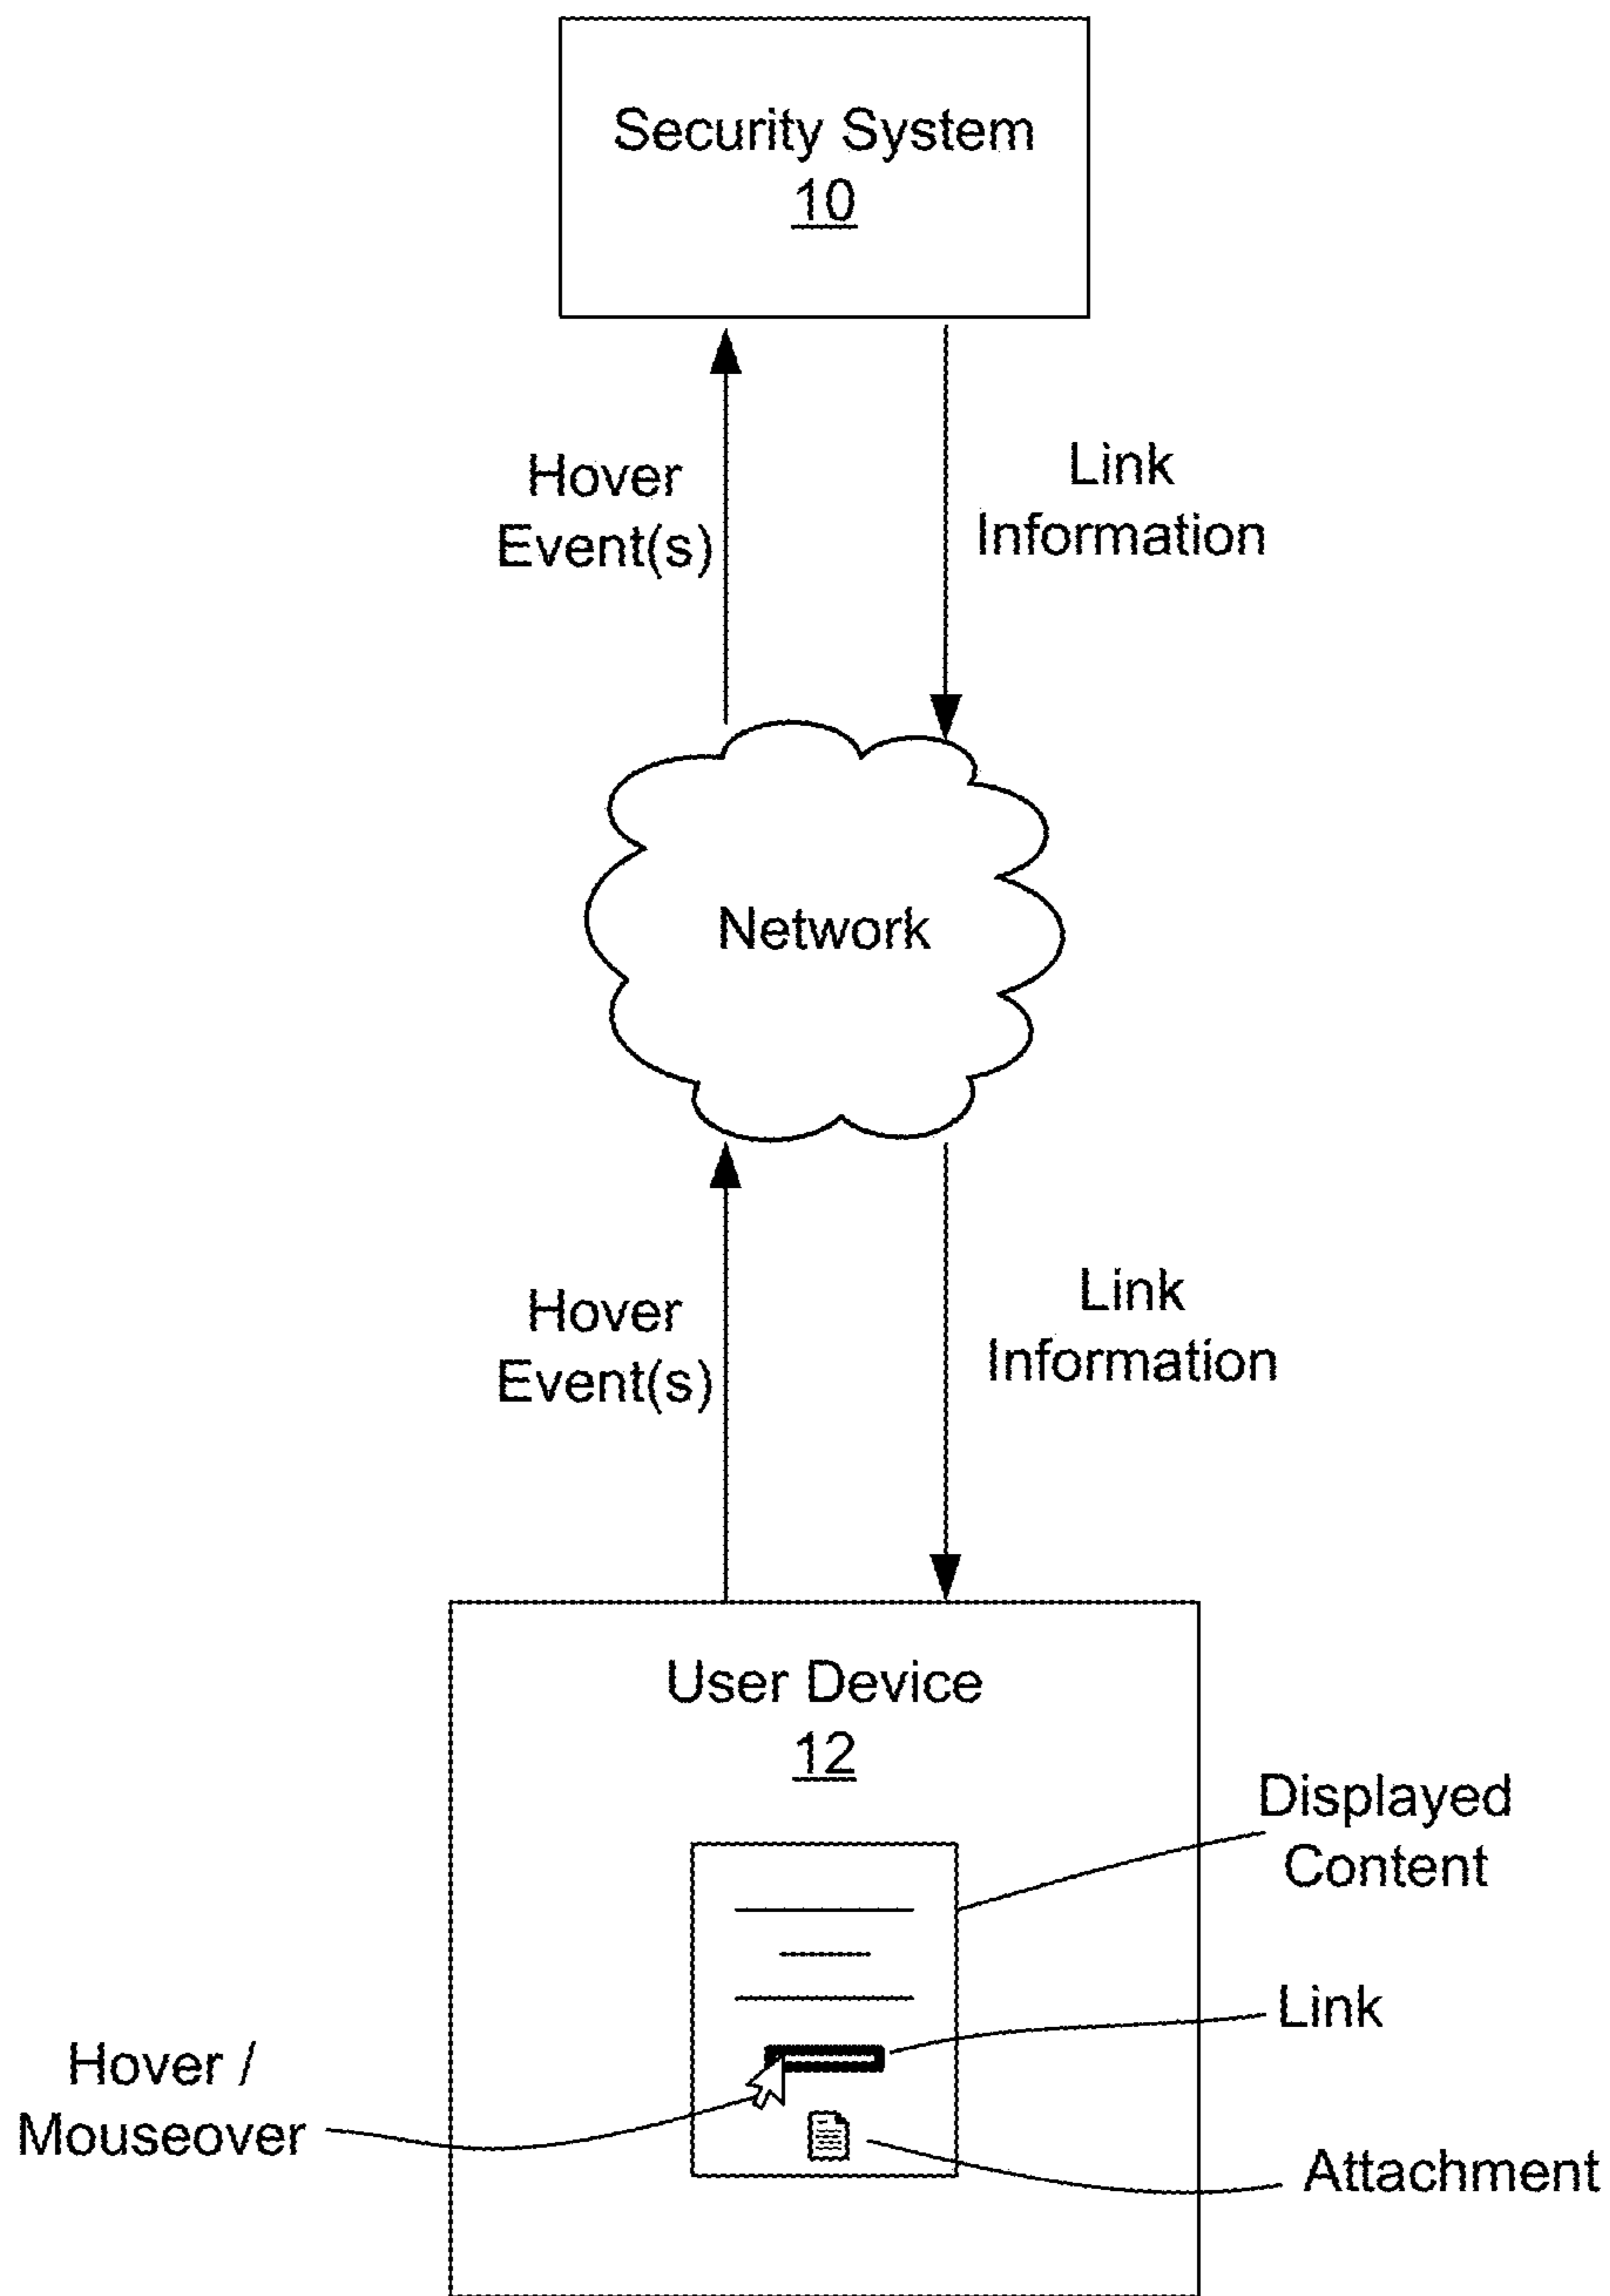 Security System
10
Hover
Event(s)
Link
Information
Network
Hover
Event(s)
Link
Information
User Device
12
Displayed
Content
Link
Hover /
Mouseover
Attachment